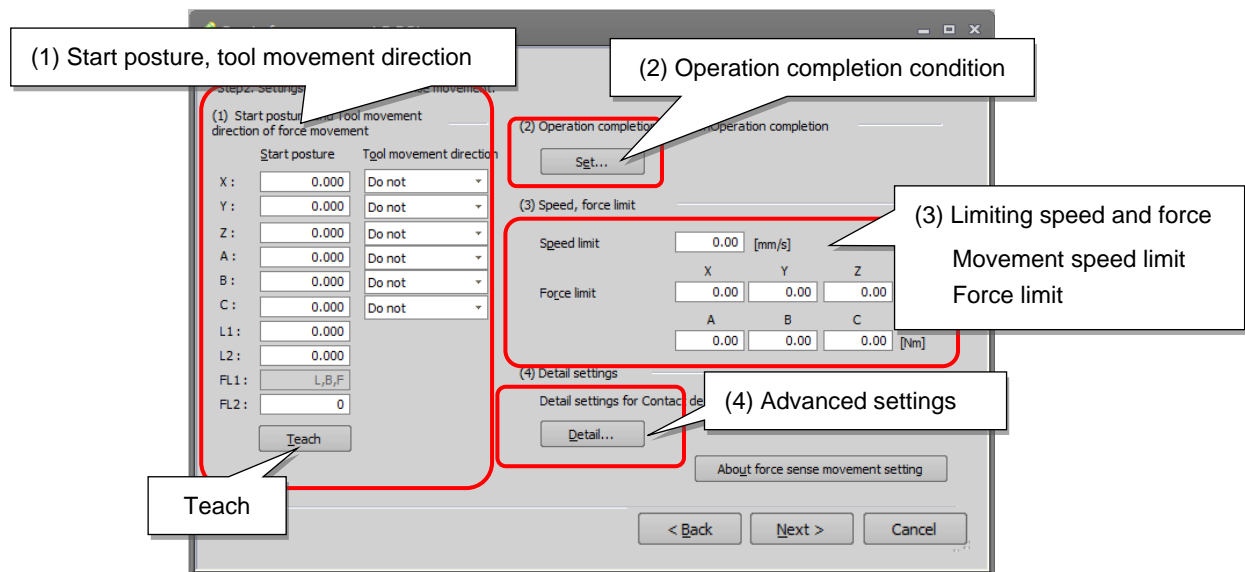 (1) Start posture, tool movement direction
(2) Operation completion condition
Step2. Settings movement.
(1) Start posture and Tool movement
direction of force movement
Start posture Tool movement direction
X : 0.000 Do not
Y : 0.000 Do not
Z : 0.000 Do not
A : 0.000 Do not
B : 0.000 Do not
C : 0.000 Do not
L1 : 0.000
L2 : 0.000
FL1 : L,B,F
FL2 : 0
Teach
Teach
(2) Operation completion Operation completion
Set...
(3) Speed, force limit
Speed limit 0.00 [mm/s]
X Y Z
Force limit 0.00 0.00 0.00
A B C
0.00 0.00 0.00 [Nm]
(3) Limiting speed and force
Movement speed limit
Force limit
(4) Detail settings
Detail settings for Contact de
Detail...
(4) Advanced settings
About force sense movement setting
< Back Next > Cancel